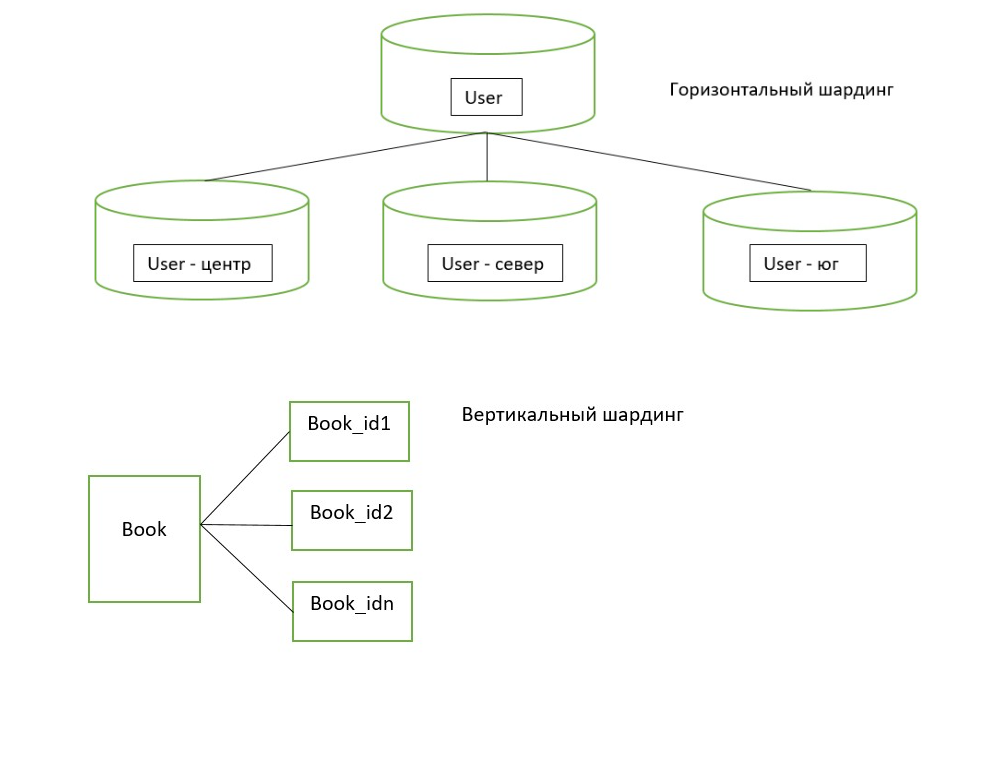 User
Горизонтальный шардинг
User - центр
User - север
User - юг
Book_id1
Вертикальный шардинг
Book_id2
Book
Book_idn